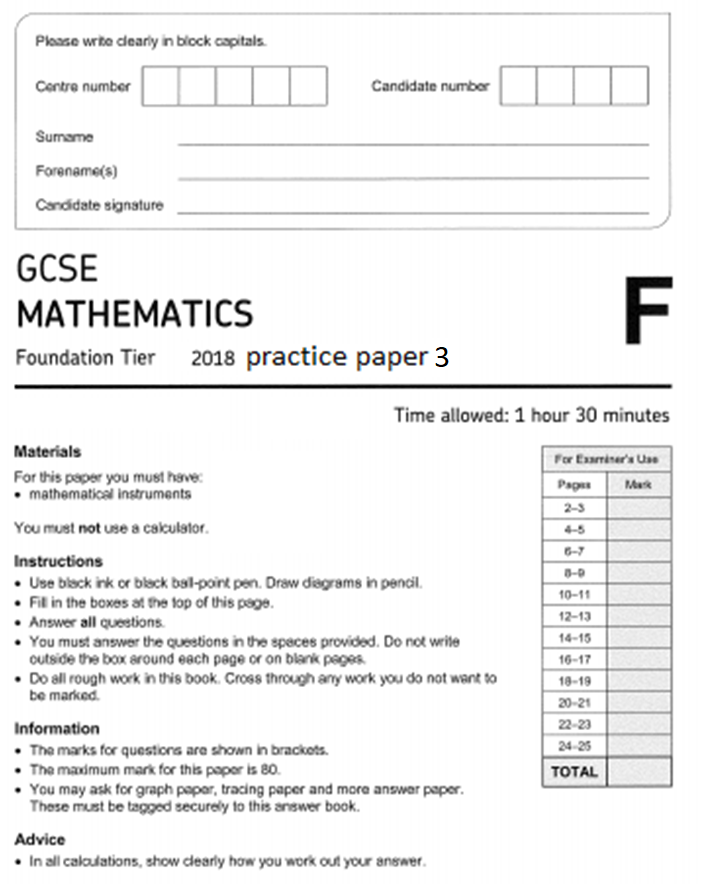 Please write clearly in block capitals.
Centre number
Candidate number
Surname
Forename(s)
Candidate signature
GCSE
MATHEMATICS
F
Foundation Tier 2018 practice paper 3
Time allowed: 1 hour 30 minutes
Materials
For this paper you must have:
• mathematical instruments
You must not use a calculator.
Instructions
• Use black ink or black ball-point pen. Draw diagrams in pencil.
• Fill in the boxes at the top of this page.
• Answer all questions.
• You must answer the questions in the spaces provided. Do not write
outside the box around each page or on blank pages.
• Do all rough work in this book. Cross through any work you do not want to
be marked.
Information
• The marks for questions are shown in brackets.
• The maximum mark for this paper is 80.
• You may ask for graph paper, tracing paper and more answer paper.
These must be tagged securely to this answer book.
Advice
• In all calculations, show clearly how you work out your answer.
For Examiner's Use
Pages Mark
2–3
4–5
6–7
8–9
10–11
12–13
14–15
16–17
18–19
20–21
22–23
24–25
TOTAL